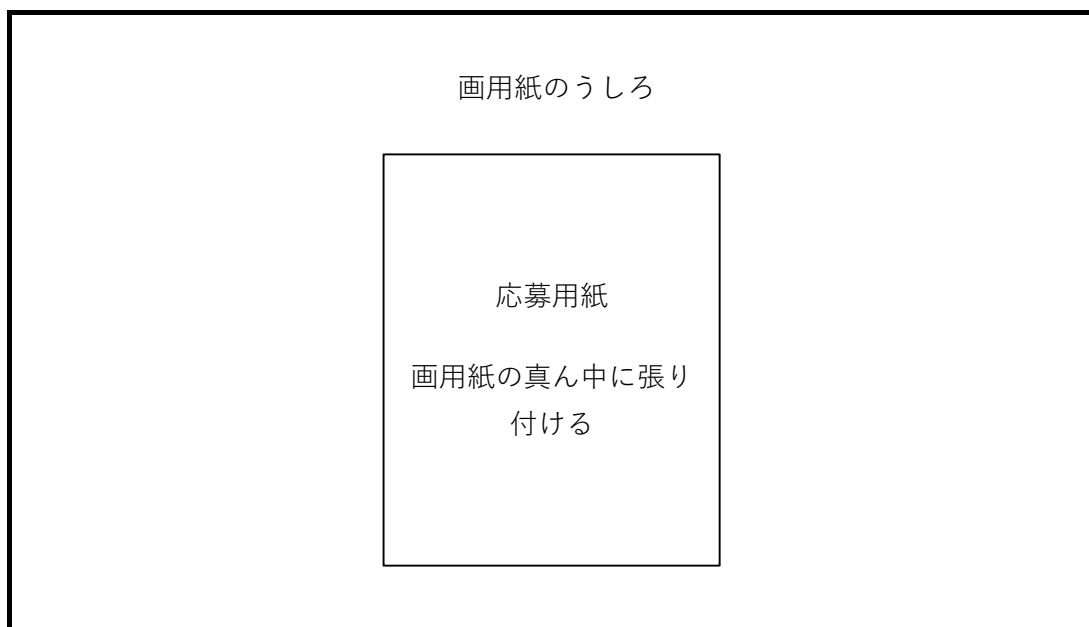 画用紙のうしろ
応募用紙
画用紙の真ん中に張り
付ける